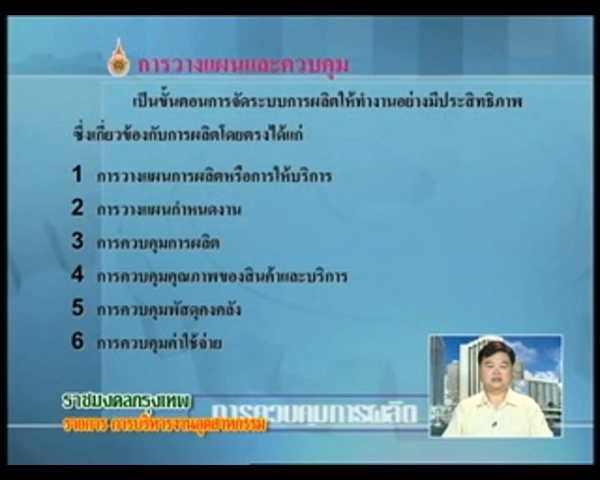 การวางแผนและควบคุม
เป็นขั้นตอนการจัดระบบการผลิตให้ทำงานอย่างมีประสิทธิภาพ
ซึ่งเกี่ยวข้องกับการผลิตโดยตรงได้แก่
1 การวางแผนการผลิตหรือการให้บริการ
2 การวางแผนกำหนดงาน
3 การควบคุมการผลิต
4 การควบคุมคุณภาพของสินค้าและบริการ
5 การควบคุมพัสดุคงคลัง
6 การควบคุมค่าใช้จ่าย
ราชมงคลกรุงเทพ
การควบคุมการผลิต
รายการ การบริหารงานอุตสาหกรรม